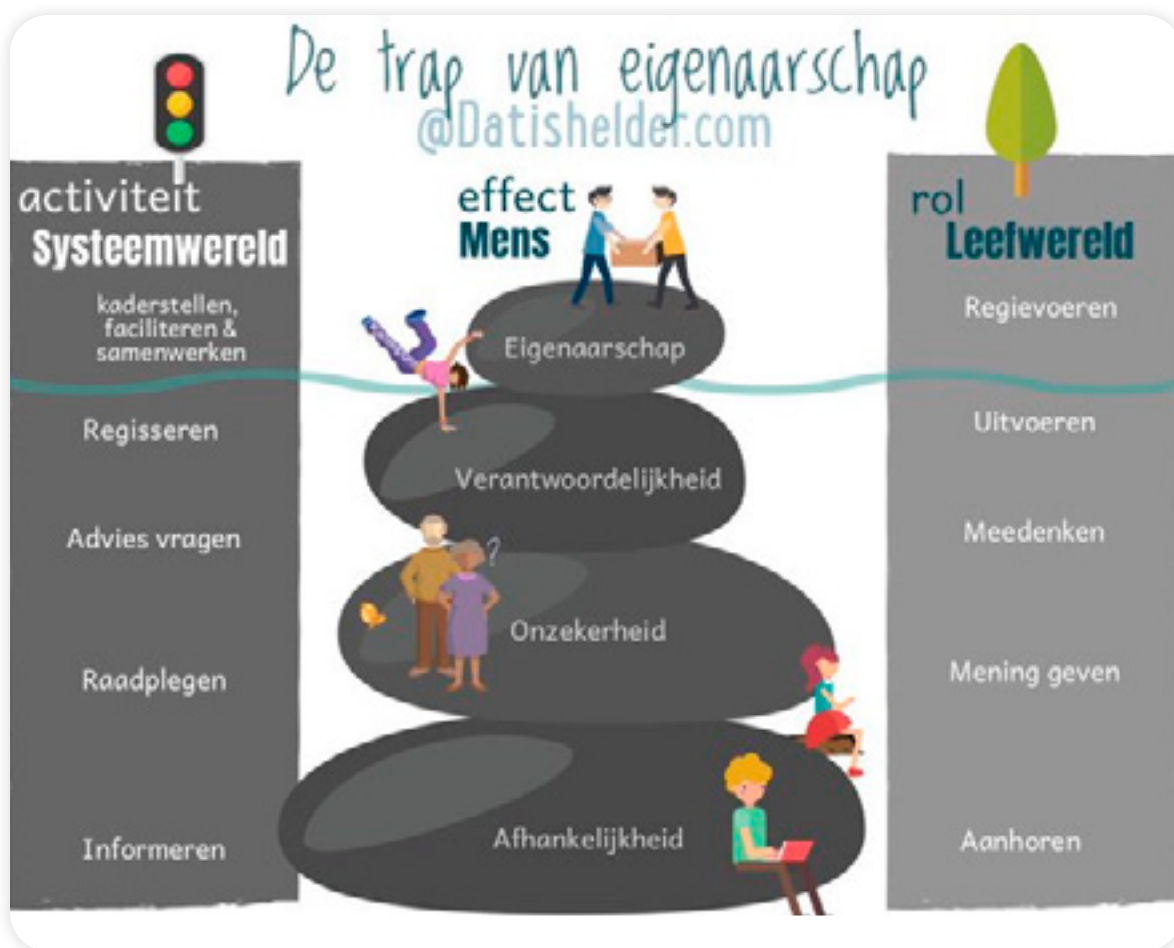 De trap van eigenaarschap
@Datishelder.com
activiteit
Systeemwereld
kaderstellen,
faciliteren &
samenwerken
Regisseren
Advies vragen
Raadplegen
Informeren
effect
Mens
Eigenaarschap
Verantwoordelijkheid
?
Onzekerheid
Afhankelijkheid
rol
Leefwereld
Regievoeren
Uitvoeren
Meedenken
Mening geven
Aanhoren